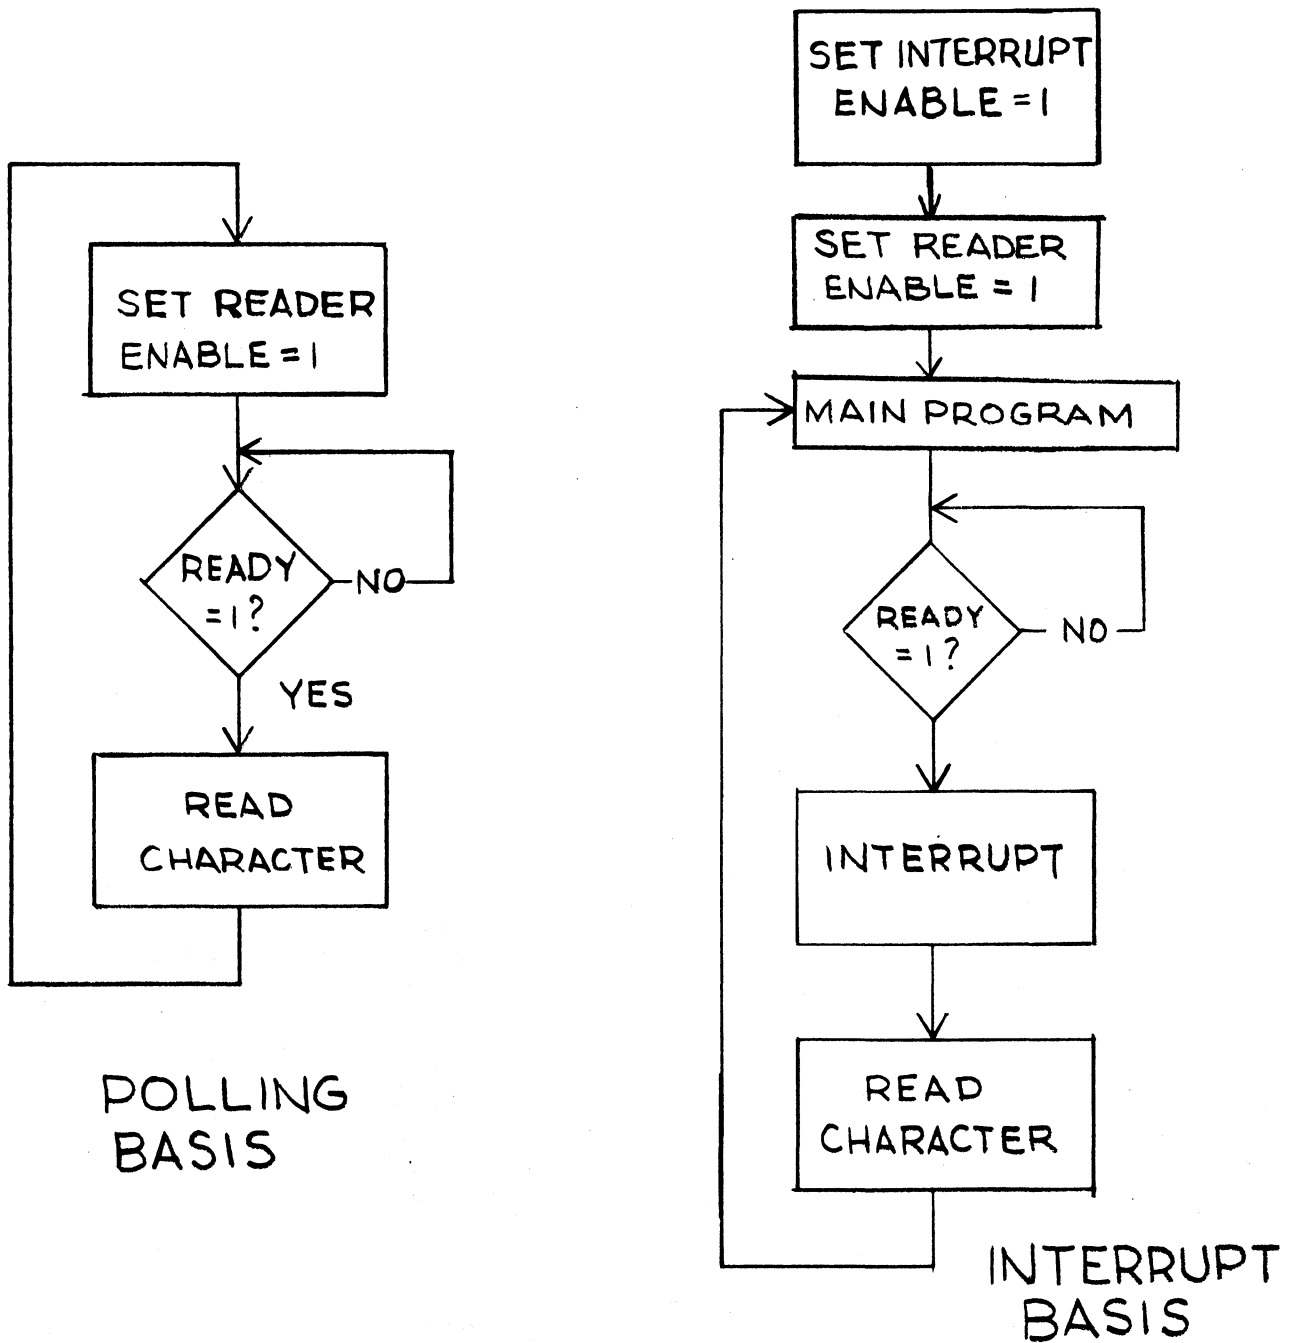 SET READER
ENABLE = 1
READY
= 1?
NO
YES
READ
CHARACTER
POLLING
BASIS
SET INTERRUPT
ENABLE = 1
SET READER
ENABLE = 1
MAIN PROGRAM
READY
= 1?
NO
INTERRUPT
READ
CHARACTER
INTERRUPT
BASIS